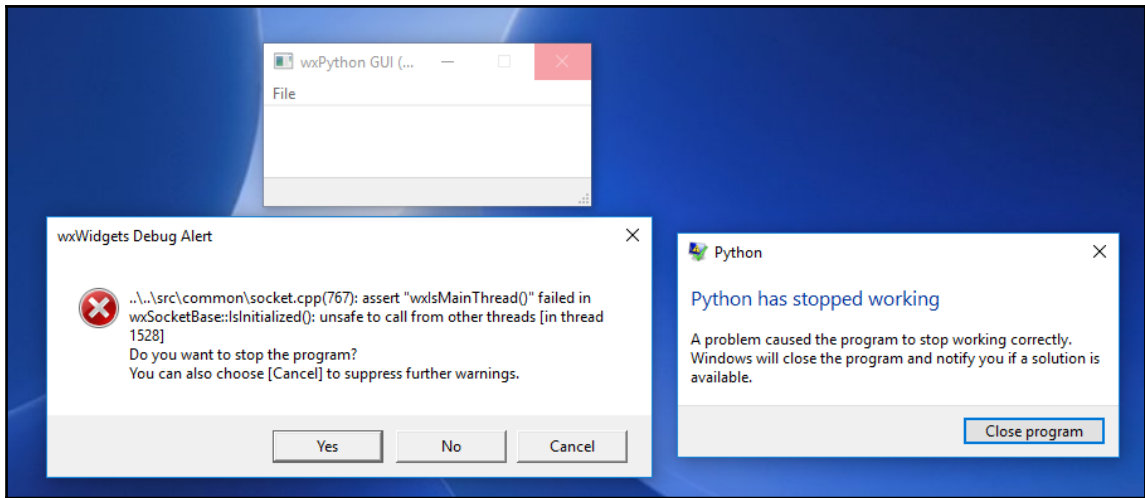 wxPython GUI (...
File
wxWidgets Debug Alert
..\..\src\common\socket.cpp(767): assert "wxIsMainThread()" failed in
wxSocketBase::IsInitialized(): unsafe to call from other threads [in thread
1528]
Do you want to stop the program?
You can also choose [Cancel] to suppress further warnings.
Yes
No
Cancel
Python
Python has stopped working
A problem caused the program to stop working correctly.
Windows will close the program and notify you if a solution is
available.
Close program